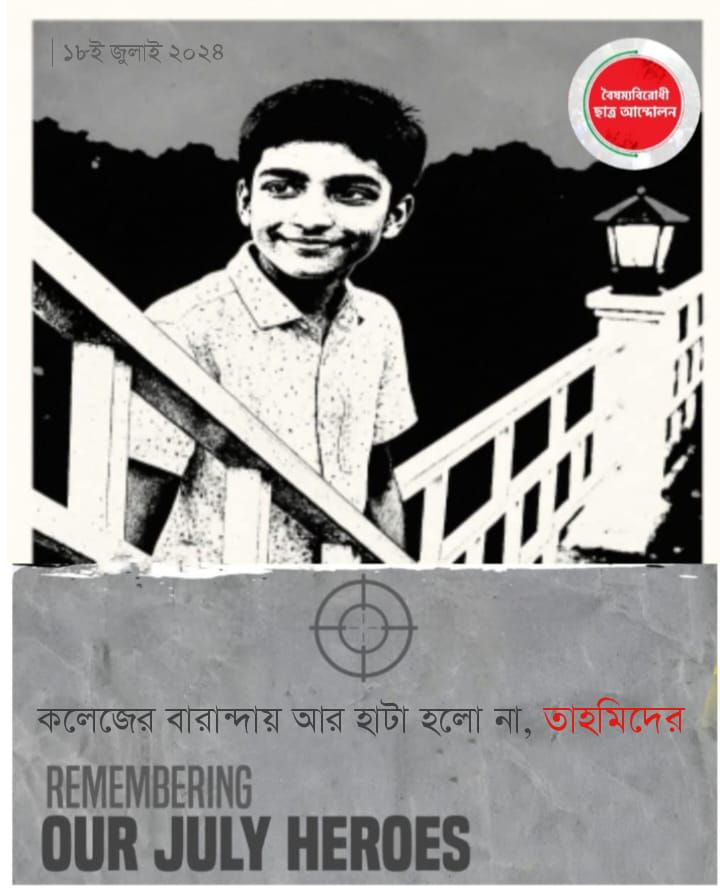 ১৮ই জুলাই ২০২৪
বৈষম্যবিরোধী
ছাত্র আন্দোলন
কলেজের বারান্দায় আর হাটা হলো না, তাহমিদের
REMEMBERING
OUR JULY HEROES